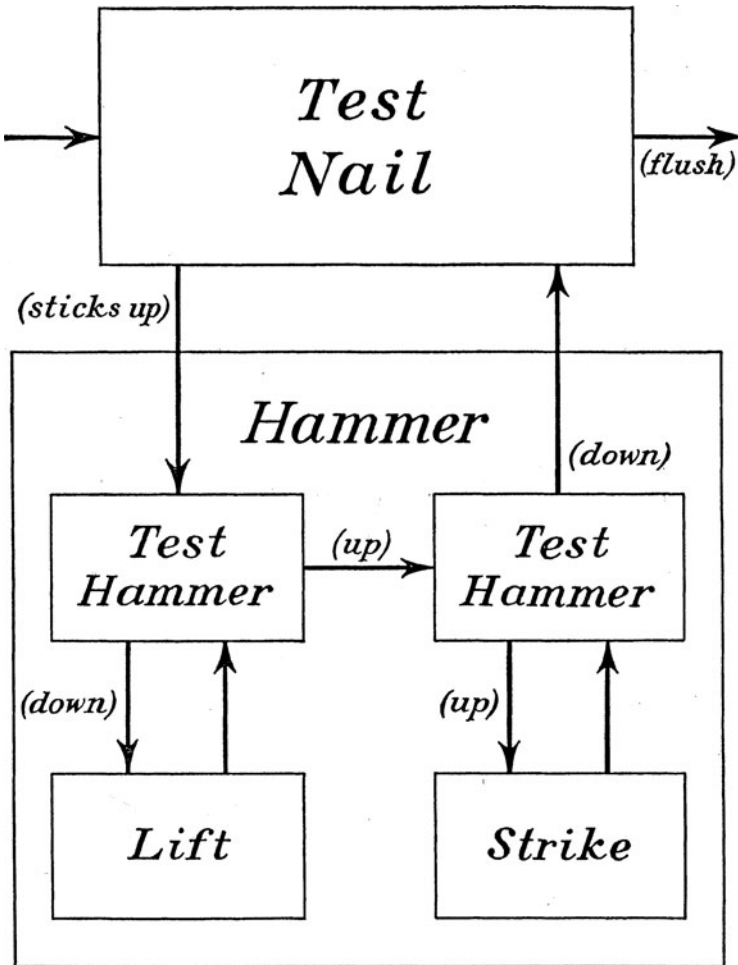 Test
Nail
(flush)
(sticks up)
Hammer
(down)
Test
Hammer
(up)
Test
Hammer
(down)
(up)
Lift
Strike